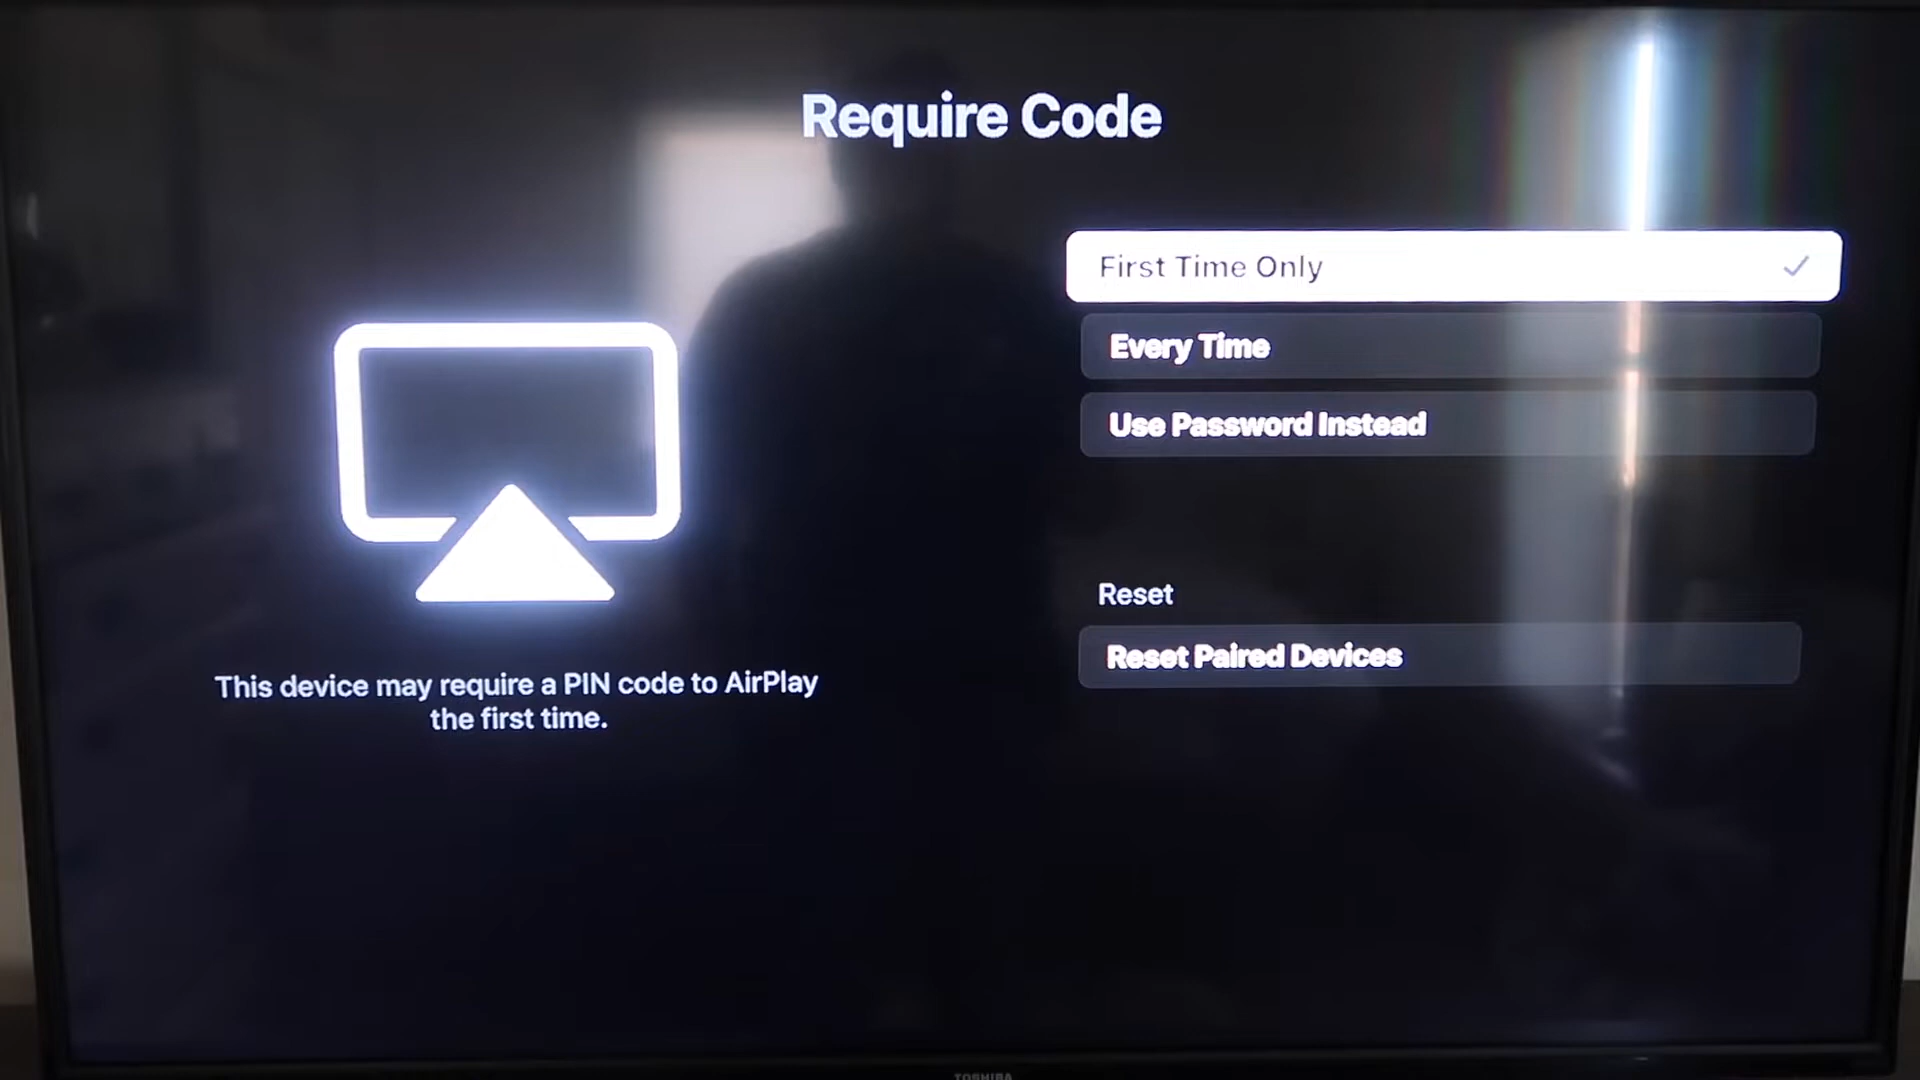 Require Code
First Time Only
Every Time
Use Password Instead
Reset
Reset Paired Devices
This device may require a PIN code to AirPlay
the first time.
TOSHIBA